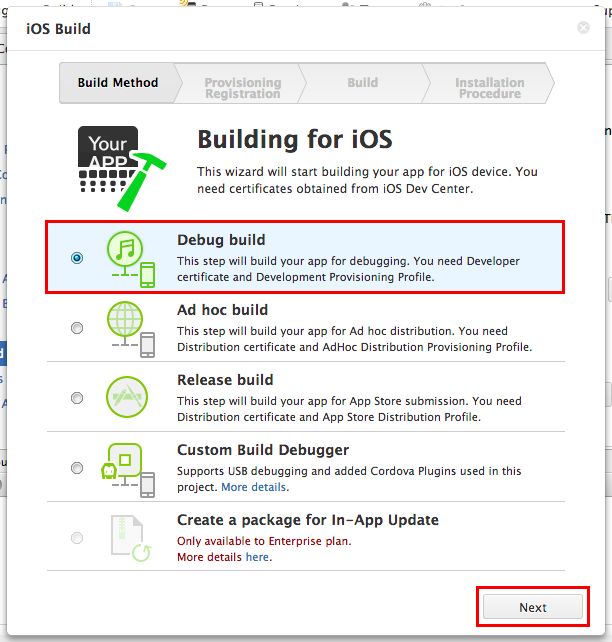 iOS Build
Build Method
Provisioning
Registration
Build
Installation
Procedure
Your
APP
Building for iOS
This wizard will start building your app for iOS device. You
need certificates obtained from iOS Dev Center.
Debug build
This step will build your app for debugging. You need Developer
certificate and Development Provisioning Profile.
Ad hoc build
This step will build your app for Ad hoc distribution. You need
Distribution certificate and AdHoc Distribution Provisioning Profile.
Release build
This step will build your app for App Store submission. You need
Distribution certificate and App Store Distribution Profile.
Custom Build Debugger
Supports USB debugging and added Cordova Plugins used in this
project. More details.
Create a package for In-App Update
Only available to Enterprise plan.
More details here.
Next